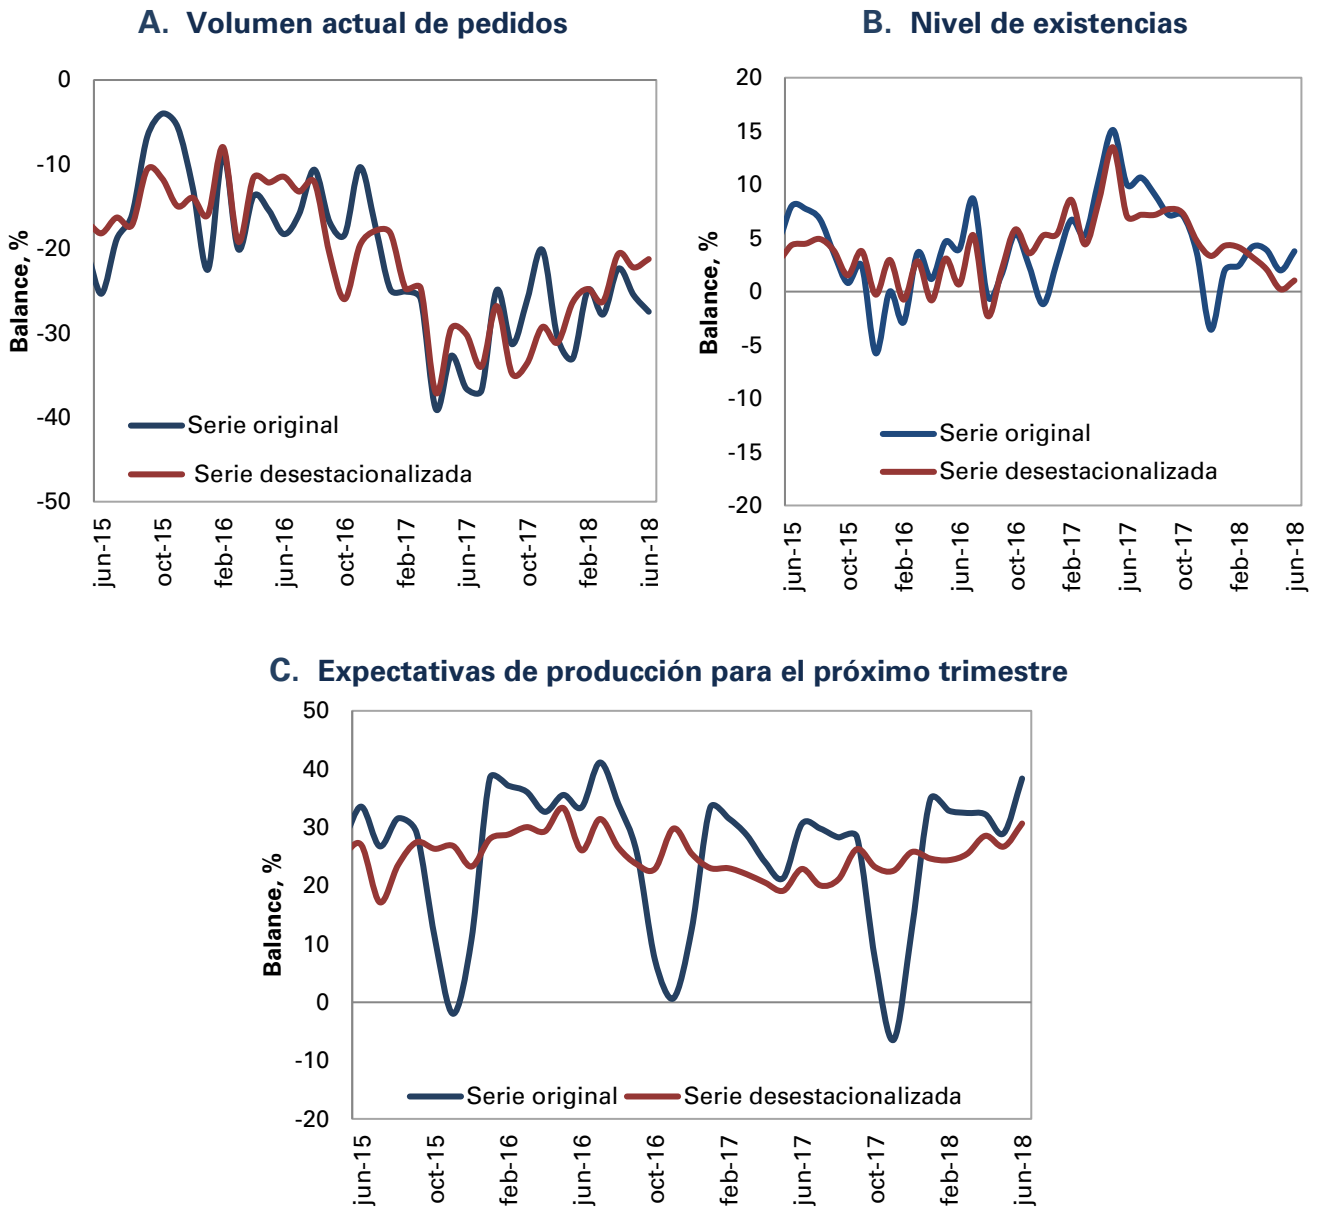 A. Volumen actual de pedidos
0
-10
-20
-30
-40
-50
Balance, %
Serie original
Serie desestacionalizada
jun-15
oct-15
feb-16
jun-16
oct-16
feb-17
jun-17
oct-17
feb-18
jun-18
B. Nivel de existencias
20
15
10
5
0
-5
-10
-15
-20
Balance, %
Serie original
Serie desestacionalizada
jun-15
oct-15
feb-16
jun-16
oct-16
feb-17
jun-17
oct-17
feb-18
jun-18
C. Expectativas de producción para el próximo trimestre
50
40
30
20
10
0
-10
-20
Balance, %
Serie original
Serie desestacionalizada
jun-15
oct-15
feb-16
jun-16
oct-16
feb-17
jun-17
oct-17
feb-18
jun-18